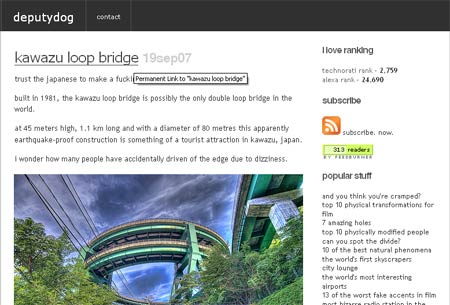 deputydog
contact
kawazu loop bridge 19sep07
trust the japanese to make a fucki
Permanent Link to "kawazu loop bridge"
built in 1981, the kawazu loop bridge is possibly the only double loop bridge in the
world.
at 45 meters high, 1.1 km long and with a diameter of 80 metres this apparently
earthquake-proof construction is something of a tourist attraction in kawazu, japan.
i wonder how many people have accidentally driven of the edge due to dizziness.
i love ranking
technorati rank - 2,759
alexa rank - 24,690
subscribe
subscribe. now.
313 readers
BY FEEDBURNER
popular stuff
and you think you're cramped?
top 10 physical transformations for
film
7 amazing holes
top 10 physically modified people
can you spot the divide?
10 of the best natural phenomena
the world's first skyscrapers
city lounge
the world's most interesting
airports
13 of the worst fake accents in film
most bizarre radio station in the